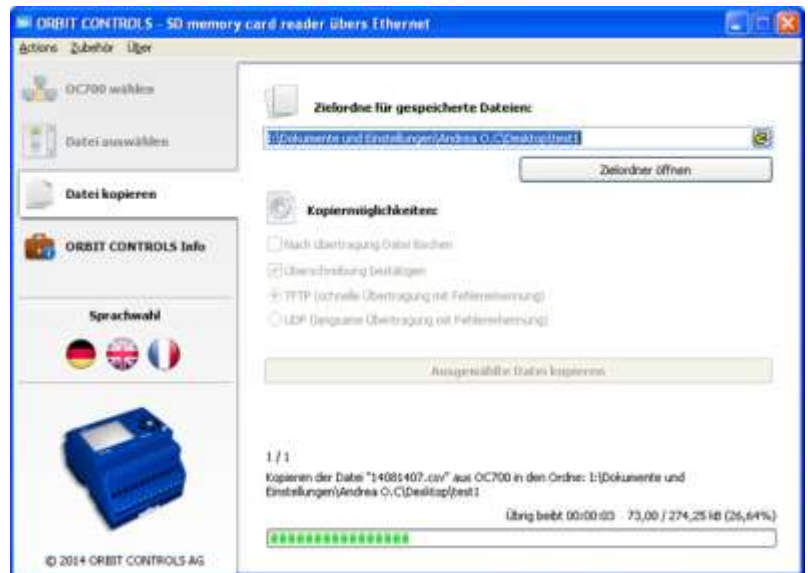 ORBIT CONTROLS - SD memory card reader übers Ethernet
Actions Zubehör Über
OC700 wählen
Datei auswählen
Datei kopieren
ORBIT CONTROLS Info
Sprachwahl
© 2014 ORBIT CONTROLS AG
Zielordne für gespeicherte Dateien:
I:\Dokumente und Einstellungen\Andrea O.C\Desktop\test1
Zielordner öffnen
Kopiermöglichkeiten:
Nach übertragung Datei löschen
Überschreibung bestätigen
TFTP (schnelle Übertragung mit Fehlererkennung)
UDP (langsame Übertragung mit Fehlererkennung)
Ausgewählte Datei kopieren
1 / 1
Kopieren der Datei "14081407.csv" aus OC700 in den Ordne: I:\Dokumente und
Einstellungen\Andrea O.C\Desktop\test1
Übrig beibt 00:00:03 73,00 / 274,25 kB (26,64%)